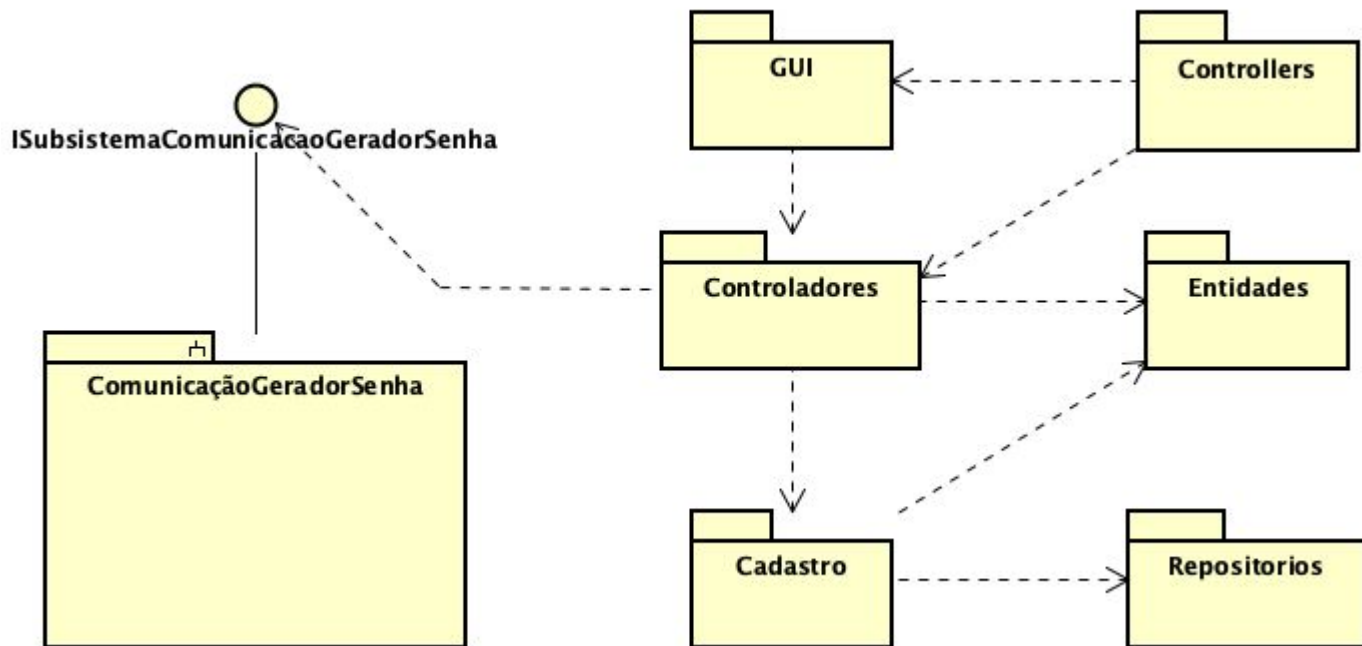 GUI
Controllers
ISubsistemaComunicacaoGeradorSenha
Controladores
Entidades
ComunicaçãoGeradorSenha
Cadastro
Repositorios